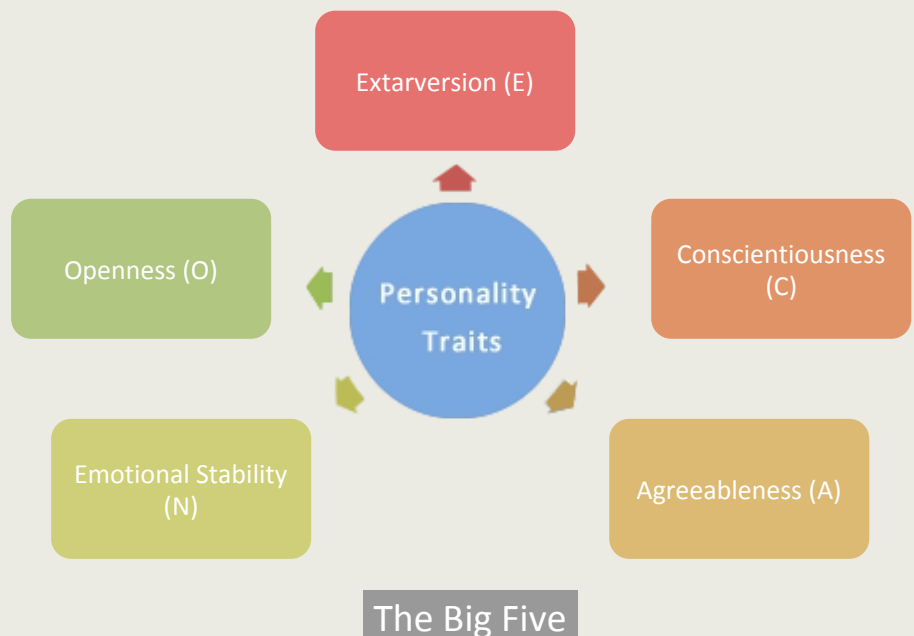 Extarversion (E)
Openness (O)
Conscientiousness
(C)
Personality
Traits
Emotional Stability
(N)
Agreeableness (A)
The Big Five